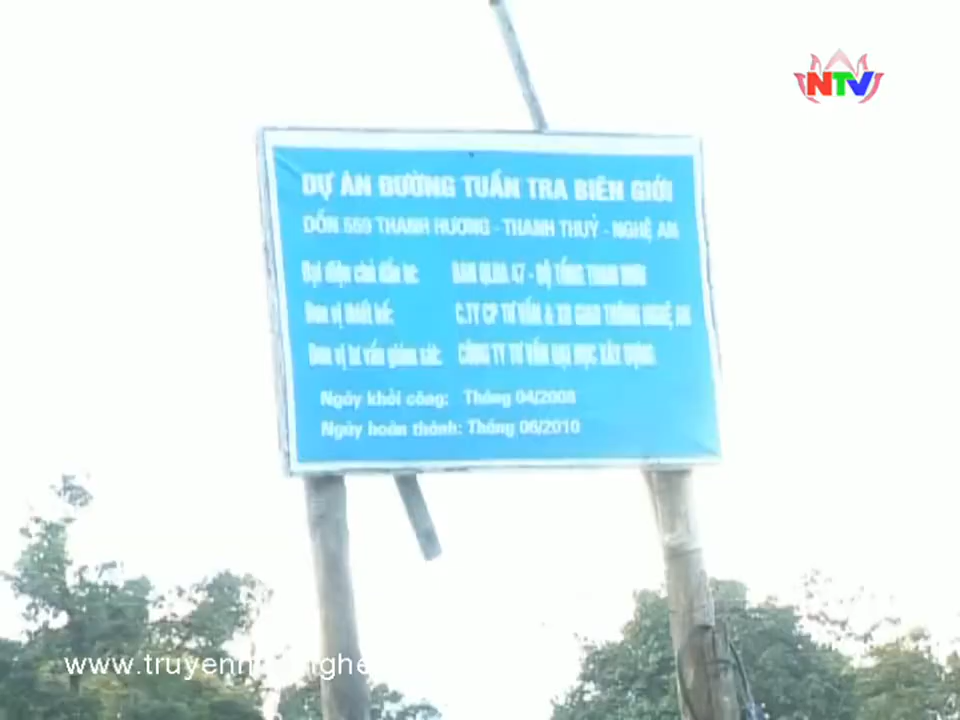 NTV
DỰ ÁN ĐƯỜNG TUẦN TRA BIÊN GIỚI
ĐỒN 559 THANH HƯƠNG - THANH THUỶ - NGHỆ AN
Đại diện chủ đầu tư: BAN QLDA 47 - BỘ TỔNG THAM MƯU
Đơn vị thiết kế: C.TY CP TƯ VẤN & XD GIAO THÔNG NGHỆ AN
Đơn vị tư vấn giám sát: CÔNG TY TƯ VẤN ĐẠI HỌC XÂY DỰNG
Ngày khởi công: Tháng 04/2008
Ngày hoàn thành: Tháng 06/2010